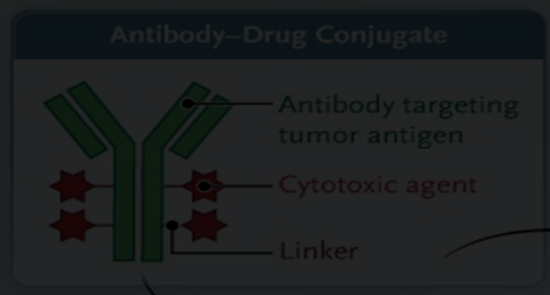 Antibody–Drug Conjugate
Antibody targeting
tumor antigen
Cytotoxic agent
Linker